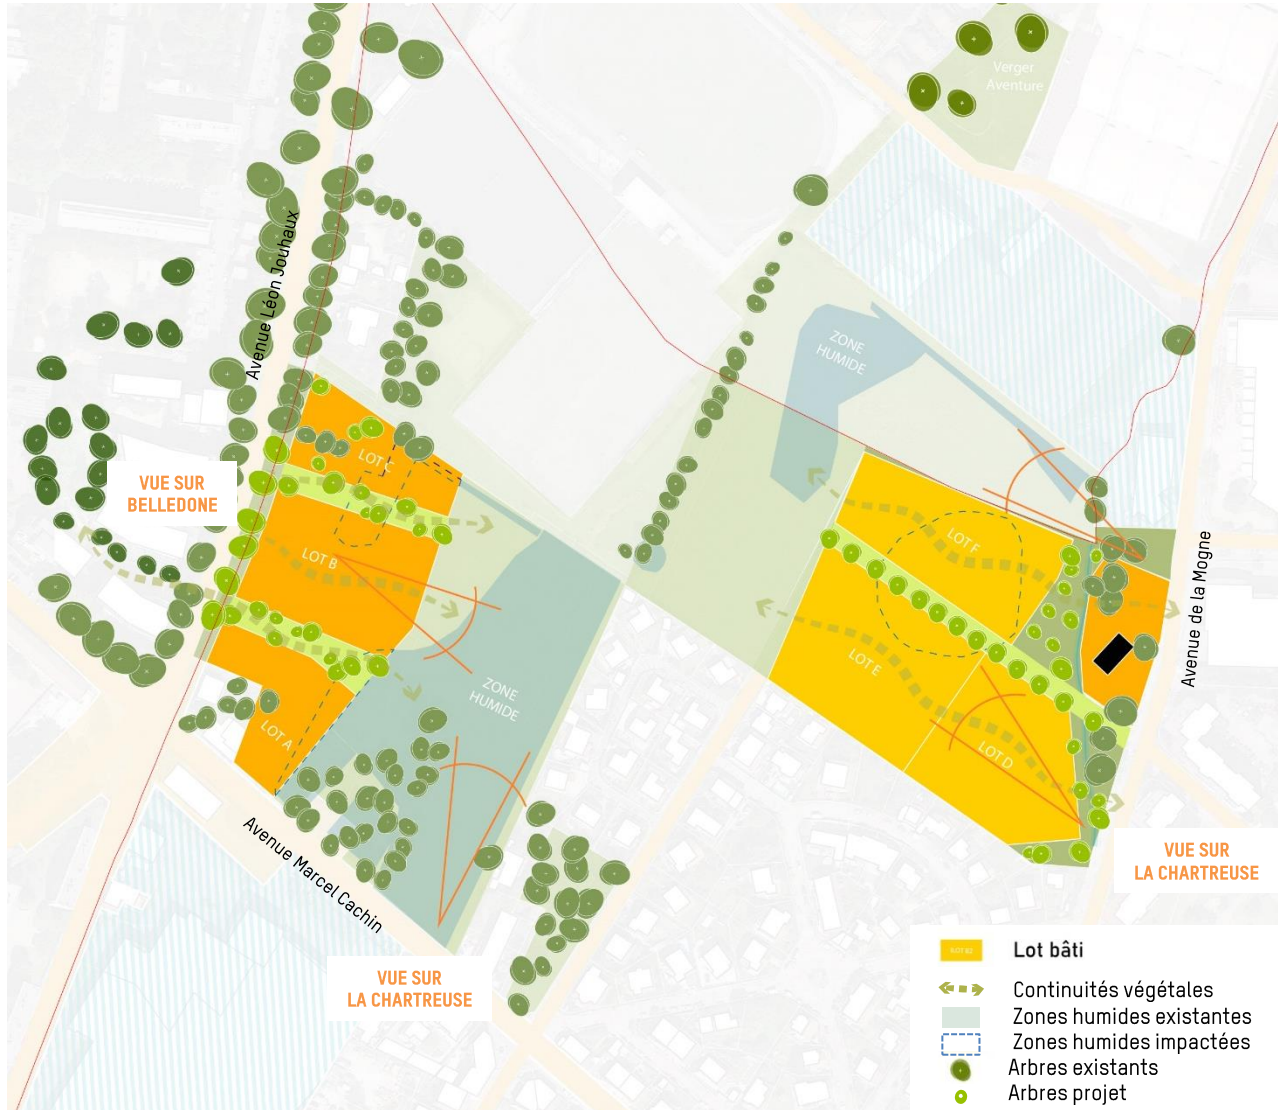 Verger
Aventure
Avenue Léon Jouhaux
ZONE
HUMIDE
VUE SUR
BELLEDONE
LOT C
LOT B
LOT F
Avenue de la Mogne
LOT E
ZONE
HUMIDE
LOT A
LOT D
Avenue Marcel Cachin
VUE SUR
LA CHARTREUSE
VUE SUR
LA CHARTREUSE
Lot bâti
Continuités végétales
Zones humides existantes
Zones humides impactées
Arbres existants
Arbres projet